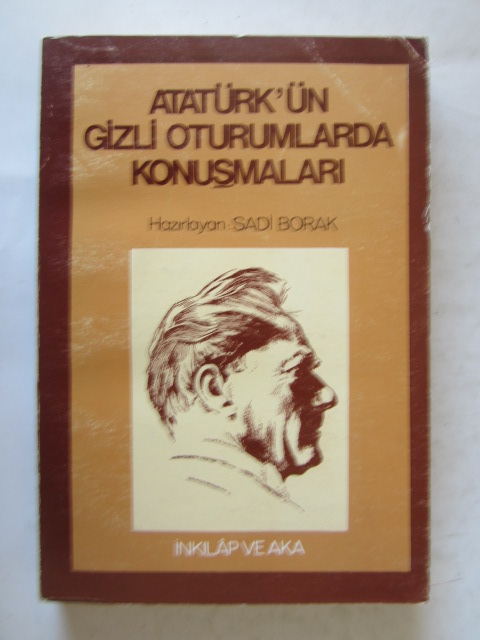 ATATÜRK'ÜN
GİZLİ OTURUMLARDA
KONUŞMALARI
Hazırlayan : SADİ BORAK
İNKILÂP VE AKA